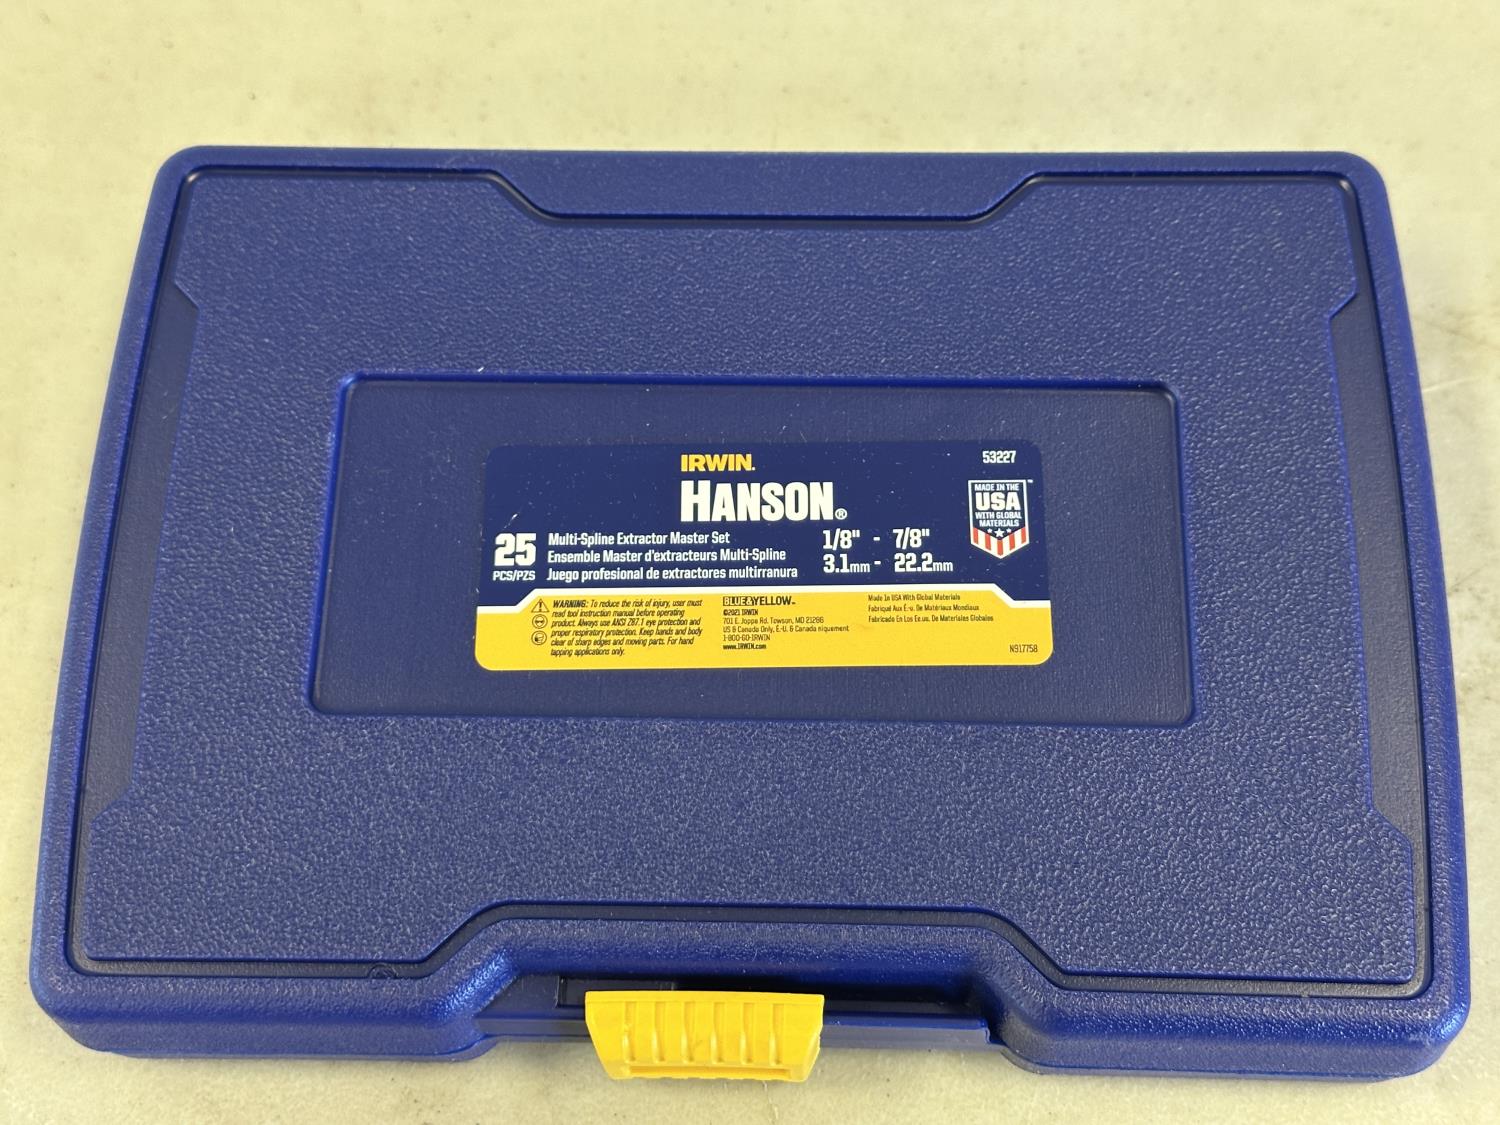 IRWIN.
53227
HANSON®
MADE IN THE
USA
WITH GLOBAL
MATERIALS
25
PCS/PZS
Multi-Spline Extractor Master Set
Ensemble Master d'extracteurs Multi-Spline
Juego profesional de extractores multirranura
1/8" - 7/8"
3.1mm - 22.2mm
WARNING: To reduce the risk of injury, user must
read tool instruction manual before operating
product. Always use ANSI Z87.1 eye protection and
proper respiratory protection. Keep hands and body
clear of sharp edges and moving parts. For hand
tapping applications only.
BLUE&YELLOW™
©2021 IRWIN
701 E. Joppa Rd. Towson, MD 21286
US & Canada Only, É.-U. & Canada niquement
1-800-GO-IRWIN
www.IRWIN.com
Made In USA With Global Materials
Fabriqué Aux É.-u. De Matériaux Mondiaux
Fabricado En Los Ee.uu. De Materiales Globales
N917758